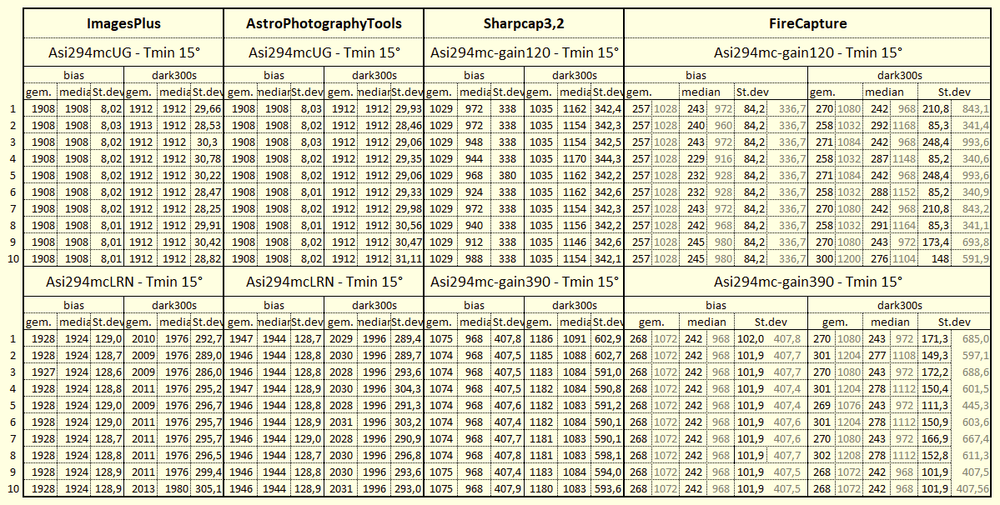 ImagesPlus AstroPhotographyTools Sharpcap3,2 FireCapture
Asi294mcUG - Tmin 15° Asi294mcUG - Tmin 15° Asi294mc-gain120 - Tmin 15° Asi294mc-gain120 - Tmin 15°
bias dark300s bias dark300s bias dark300s bias dark300s
gem. media St.dev gem. media St.dev gem. median St.dev gem. median St.dev gem. media St.dev gem. media St.dev gem. median St.dev gem. median St.dev
1 1908 1908 8,02 1912 1912 29,66 1908 1908 8,03 1912 1912 29,93 1029 972 338 1035 1162 342,4 257 1028 243 972 84,2 336,7 270 1080 242 968 210,8 843,1
2 1908 1908 8,03 1913 1912 28,53 1908 1908 8,02 1912 1912 28,46 1029 972 338 1035 1154 342,3 257 1028 240 960 84,2 336,7 258 1032 292 1168 85,3 341,4
3 1908 1908 8,02 1912 1912 30,3 1908 1908 8,03 1912 1912 29,06 1029 948 338 1035 1154 342,5 257 1028 243 972 84,2 336,7 271 1084 242 968 248,4 993,6
4 1908 1908 8,02 1912 1912 30,78 1908 1908 8,02 1912 1912 29,35 1029 944 338 1035 1170 344,3 257 1028 229 916 84,2 336,7 258 1032 287 1148 85,2 340,6
5 1908 1908 8,02 1912 1912 30,22 1908 1908 8,02 1912 1912 29,06 1029 968 380 1035 1162 342,2 257 1028 232 928 84,2 336,7 271 1084 242 968 248,4 993,6
6 1908 1908 8,02 1912 1912 28,47 1908 1908 8,01 1912 1912 29,33 1029 924 338 1035 1162 342,6 257 1028 232 928 84,2 336,7 258 1032 288 1152 85,2 340,9
7 1908 1908 8,02 1912 1912 28,25 1908 1908 8,02 1912 1912 29,98 1029 972 338 1035 1154 342,3 257 1028 243 972 84,2 336,7 270 1080 242 968 210,8 843,2
8 1908 1908 8,01 1912 1912 29,91 1908 1908 8,01 1912 1912 30,56 1029 940 338 1035 1156 342,2 257 1028 242 968 84,2 336,7 258 1032 291 1164 85,3 341,1
9 1908 1908 8,01 1912 1912 30,42 1908 1908 8,02 1912 1912 30,47 1029 912 338 1035 1146 342,6 257 1028 245 980 84,2 336,7 270 1080 243 972 173,4 693,8
10 1908 1908 8,01 1912 1912 28,82 1908 1908 8,02 1912 1912 31,11 1029 988 338 1035 1154 342,1 257 1028 245 980 84,2 336,7 300 1200 276 1104 148 591,9
Asi294mcLRN - Tmin 15° Asi294mcLRN - Tmin 15° Asi294mc-gain390 - Tmin 15° Asi294mc-gain390 - Tmin 15°
bias dark300s bias dark300s bias dark300s bias dark300s
gem. media St.dev gem. media St.dev gem. median St.dev gem. median St.dev gem. media St.dev gem. media St.dev gem. median St.dev gem. median St.dev
1 1928 1924 129,0 2010 1976 292,7 1947 1944 128,7 2029 1996 289,4 1075 968 407,8 1186 1091 602,9 268 1072 242 968 102,0 407,8 270 1080 243 972 171,3 685,0
2 1928 1924 128,7 2009 1976 289,0 1946 1944 128,8 2030 1996 289,7 1074 968 407,5 1185 1088 602,7 268 1072 242 968 101,9 407,7 301 1204 277 1108 149,3 597,1
3 1927 1924 128,6 2009 1976 286,0 1946 1944 128,8 2028 1996 293,6 1074 968 407,5 1183 1084 591,0 268 1072 242 968 101,9 407,7 270 1080 243 972 172,2 688,6
4 1928 1924 128,8 2011 1976 295,2 1947 1944 128,9 2030 1996 304,3 1074 968 407,5 1182 1084 590,8 268 1072 242 968 101,9 407,4 301 1204 278 1112 150,4 601,5
5 1928 1924 129,0 2009 1976 296,7 1946 1944 128,8 2028 1996 291,3 1074 968 407,6 1182 1083 591,2 268 1072 242 968 101,9 407,4 269 1076 243 972 111,3 445,3
6 1928 1924 129,0 2011 1976 295,7 1946 1944 128,9 2031 1996 303,2 1074 968 407,4 1182 1084 590,1 268 1072 242 968 101,9 407,6 301 1204 278 1112 150,9 603,6
7 1928 1924 128,7 2011 1976 295,7 1946 1944 129,0 2028 1996 290,9 1074 968 407,7 1181 1083 590,1 268 1072 242 968 101,9 407,6 270 1080 243 972 166,9 667,4
8 1928 1924 128,8 2011 1976 296,5 1946 1944 128,7 2030 1996 296,8 1074 968 407,8 1181 1083 598,1 268 1072 242 968 101,9 407,7 302 1208 278 1112 152,8 611,3
9 1928 1924 128,9 2011 1976 299,4 1946 1944 128,8 2030 1996 293,6 1075 968 407,4 1183 1084 594,0 268 1072 242 968 101,9 407,5 268 1072 242 968 101,9 407,5
10 1928 1924 128,9 2013 1980 305,1 1946 1944 128,9 2031 1996 293,0 1075 968 407,9 1180 1083 593,6 268 1072 242 968 101,9 407,5 268 1072 242 968 101,9 407,56